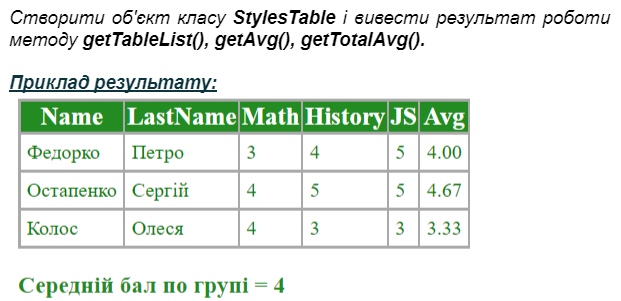 Створити об'єкт класу StylesTable і вивести результат роботи
методу getTableList(), getAvg(), getTotalAvg().
Приклад результату:
Name LastName Math History JS Avg
Федорко Петро 3 4 5 4.00
Остапенко Сергій 4 5 5 4.67
Колос Олеся 4 3 3 3.33
Середній бал по групі = 4